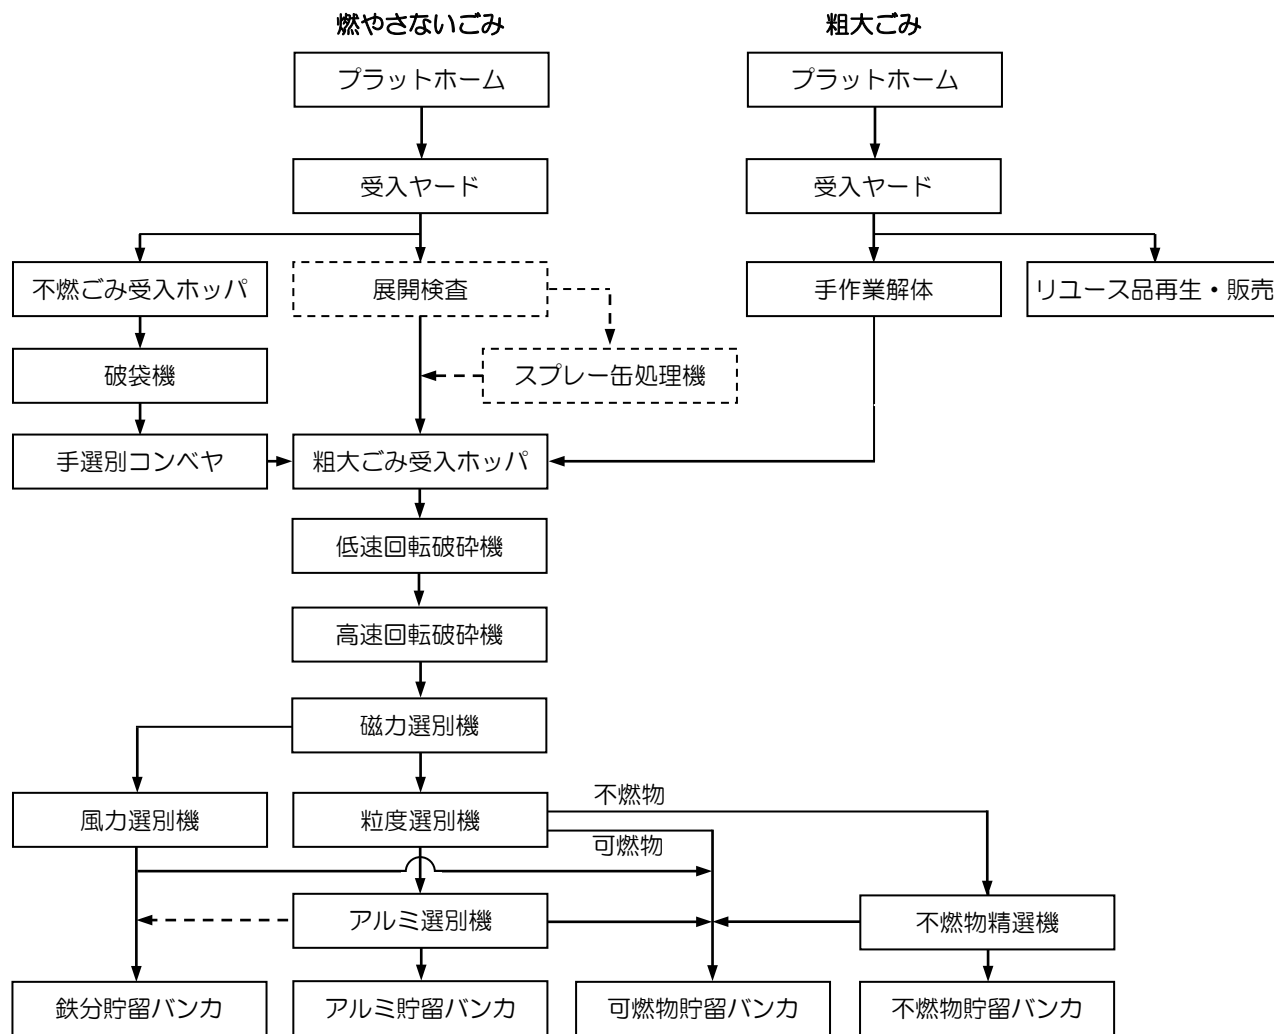 燃やさないごみ
粗大ごみ
プラットホーム
プラットホーム
受入ヤード
受入ヤード
不燃ごみ受入ホッパ
展開検査
手作業解体
リユース品再生・販売
破袋機
スプレー缶処理機
手選別コンベヤ
粗大ごみ受入ホッパ
低速回転破砕機
高速回転破砕機
磁力選別機
不燃物
風力選別機
粒度選別機
可燃物
アルミ選別機
不燃物精選機
鉄分貯留バンカ
アルミ貯留バンカ
可燃物貯留バンカ
不燃物貯留バンカ